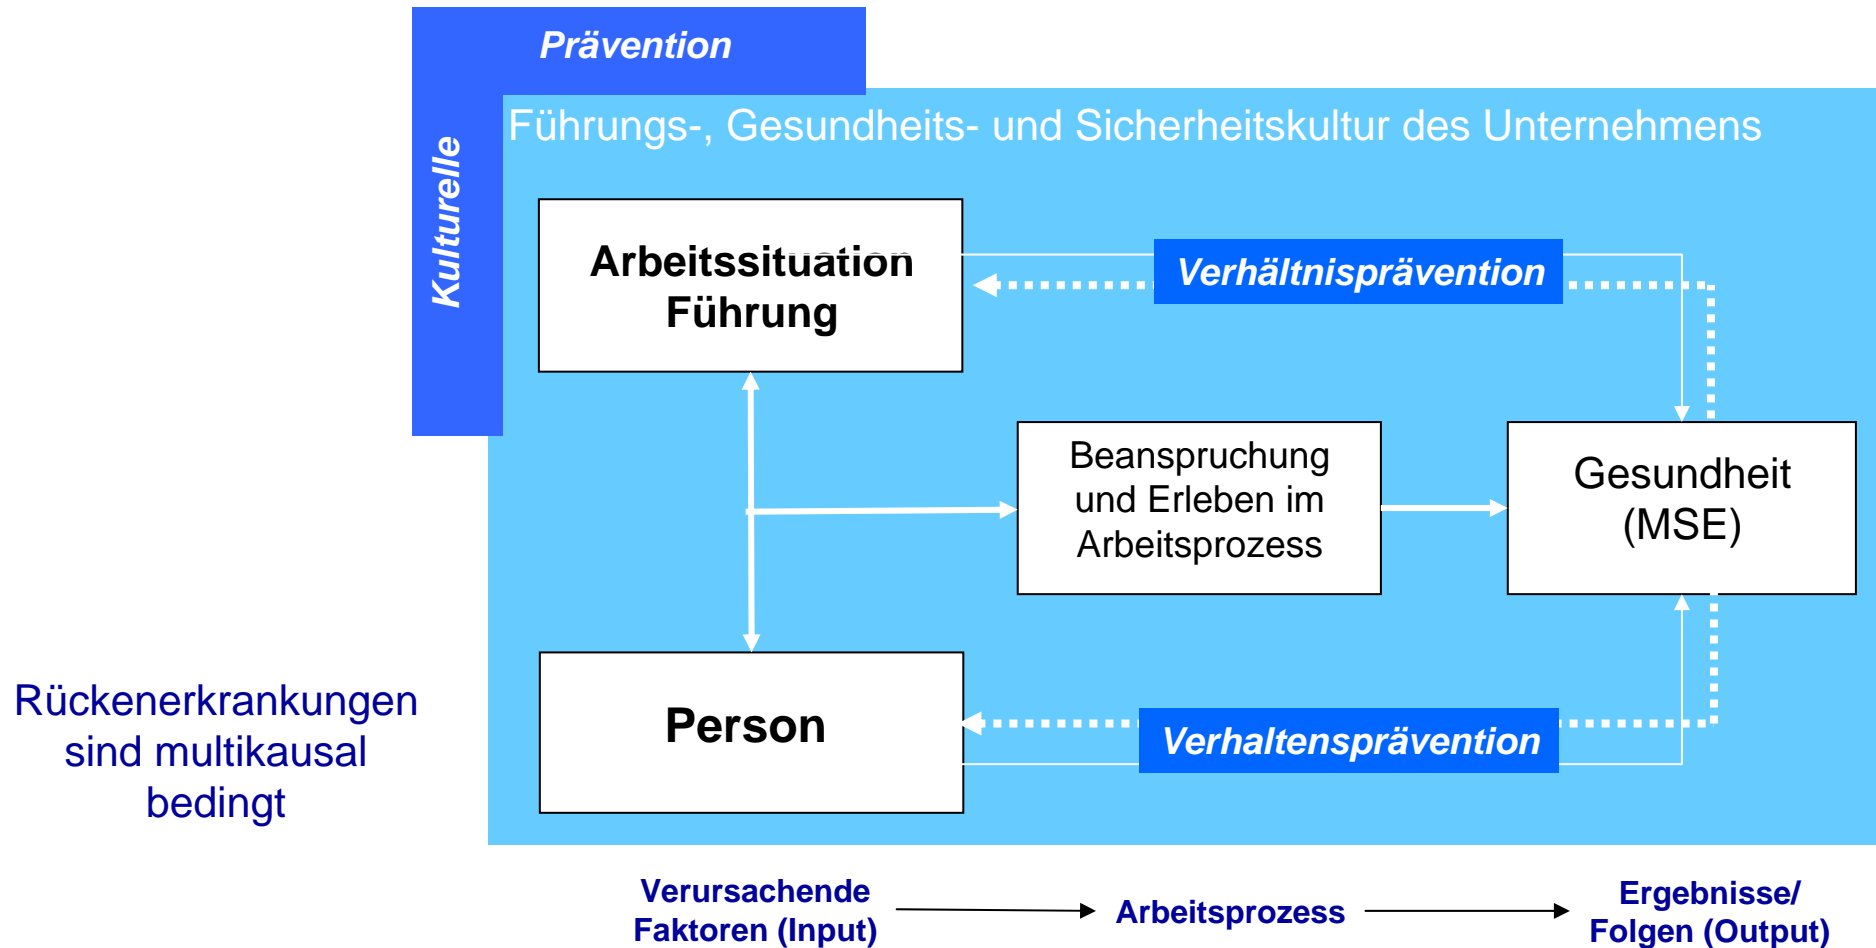 Prävention
Kulturelle
Führungs-, Gesundheits- und Sicherheitskultur des Unternehmens
Arbeitssituation
Führung
Verhältnisprävention
Beanspruchung
und Erleben im
Arbeitsprozess
Gesundheit
(MSE)
Person
Verhaltensprävention
Rückenerkrankungen
sind multikausal
bedingt
Verursachende
Faktoren (Input)
Arbeitsprozess
Ergebnisse/
Folgen (Output)